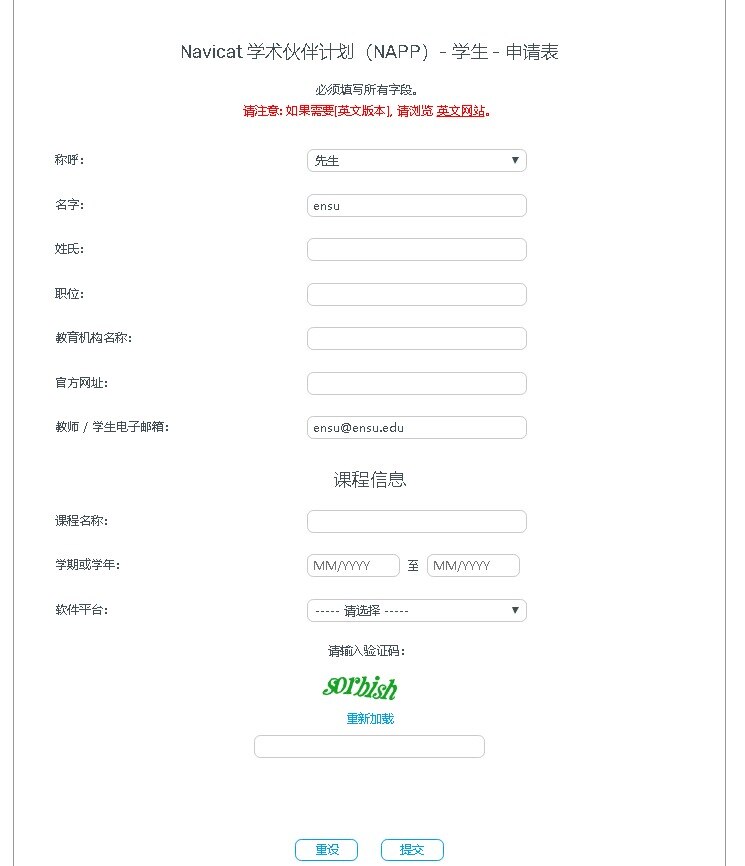 Navicat 学术伙伴计划（NAPP）- 学生 - 申请表
必须填写所有字段。
请注意: 如果需要[英文版本], 请浏览 英文网站。
称呼: 先生
名字: ensu
姓氏:
职位:
教育机构名称:
官方网址:
教师 / 学生电子邮箱: ensu@ensu.edu
课程信息
课程名称:
学期或学年: MM/YYYY 至 MM/YYYY
软件平台: ----- 请选择 -----
请输入验证码:
sorbish
重新加载
重设 提交